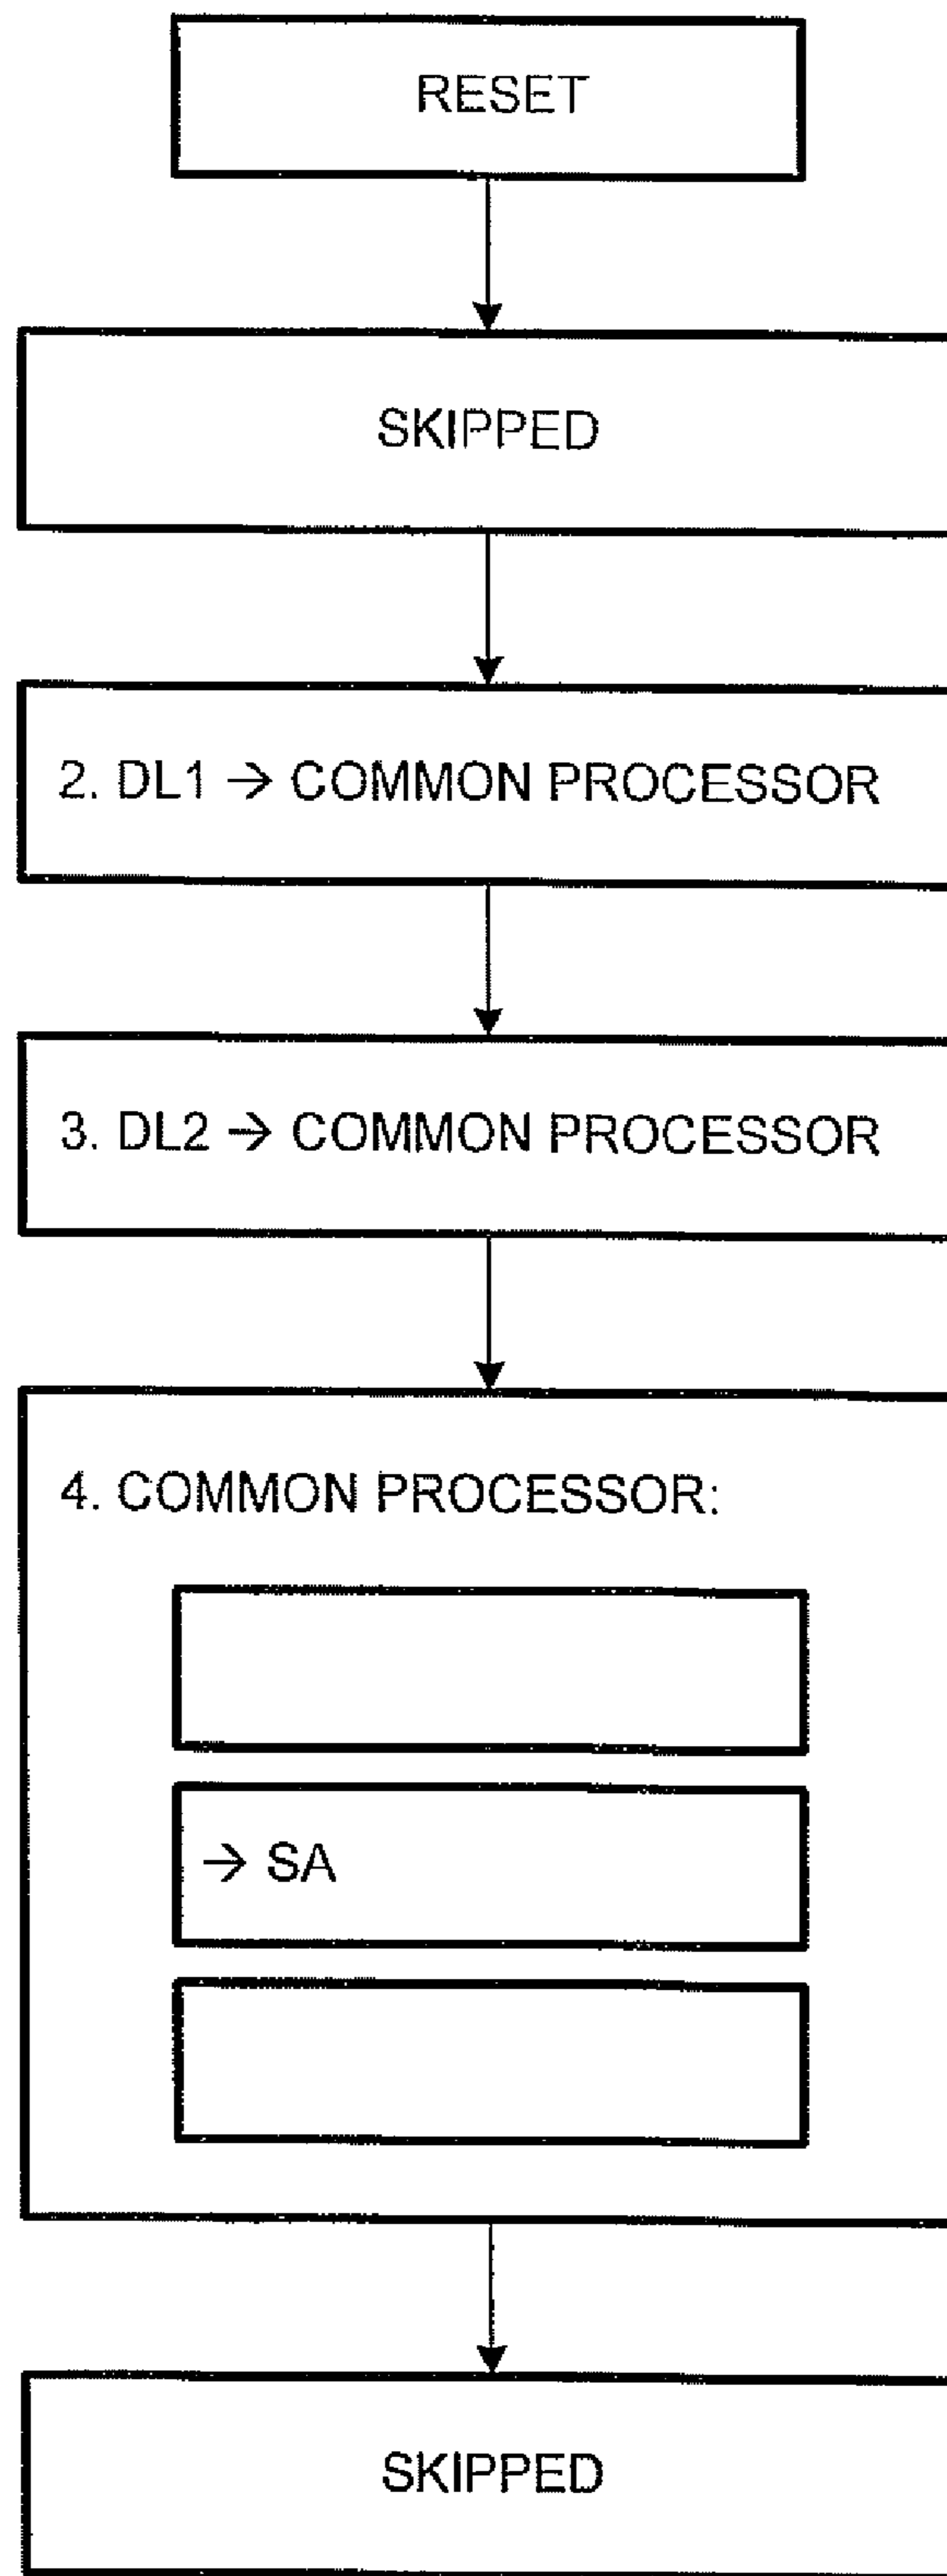 RESET
SKIPPED
2. DL1 → COMMON PROCESSOR
3. DL2 → COMMON PROCESSOR
4. COMMON PROCESSOR:
→ SA
SKIPPED